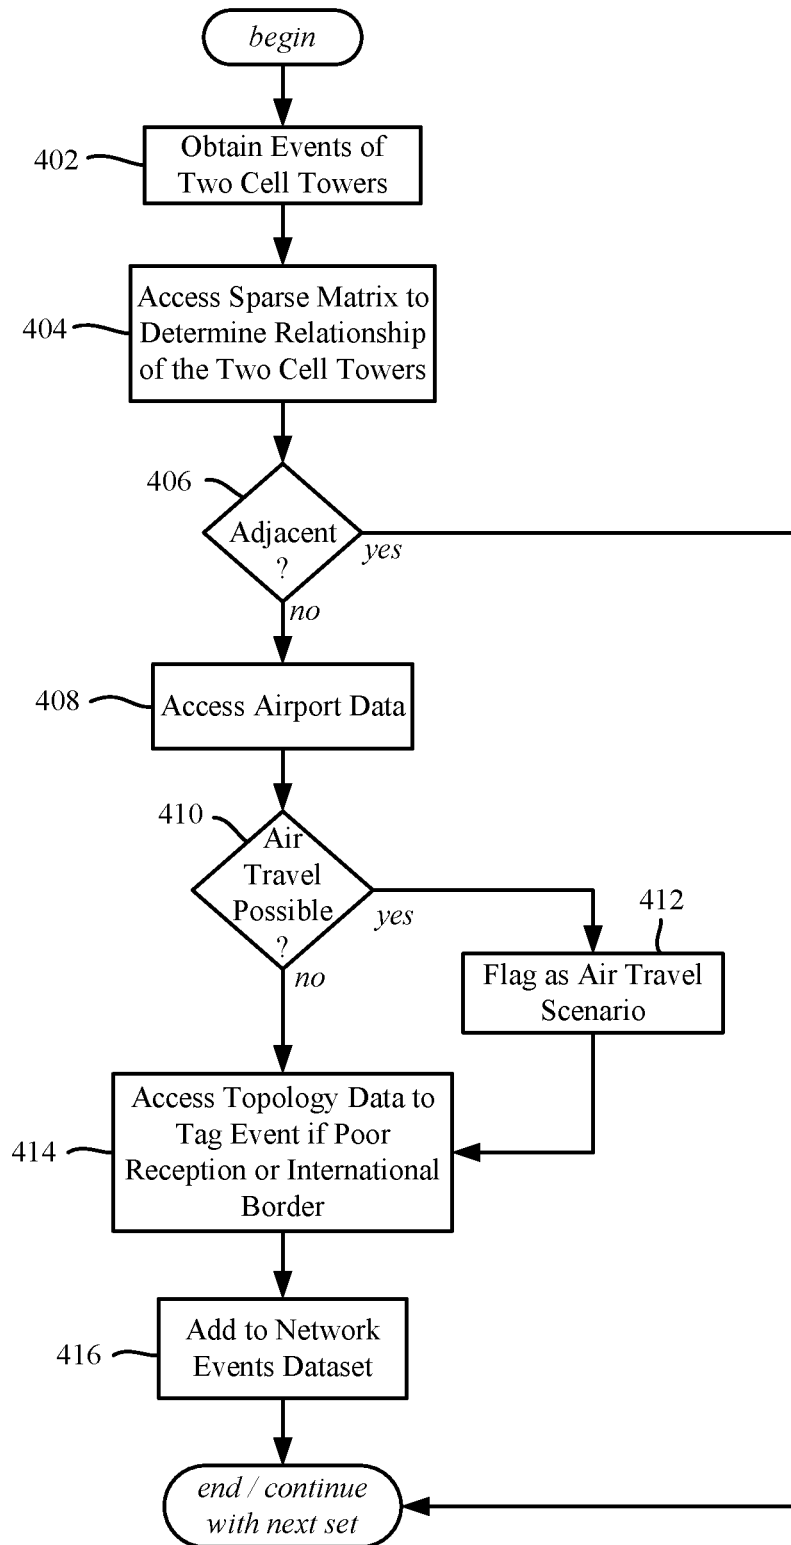 begin
402
Obtain Events of
Two Cell Towers
404
Access Sparse Matrix to
Determine Relationship
of the Two Cell Towers
406
Adjacent
?
yes
no
408
Access Airport Data
410
Air
Travel
Possible
?
yes
no
412
Flag as Air Travel
Scenario
414
Access Topology Data to
Tag Event if Poor
Reception or International
Border
416
Add to Network
Events Dataset
end / continue
with next set